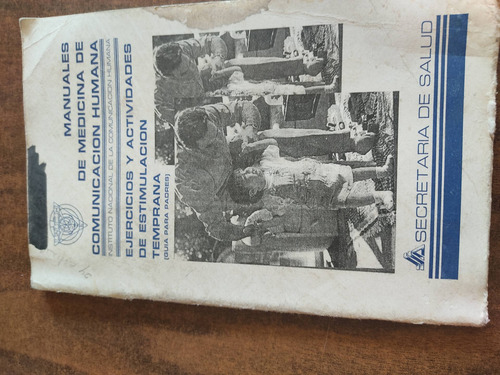 MANUALES
DE MEDICINA DE
COMUNICACION HUMANA
INSTITUTO NACIONAL DE LA COMUNICACION HUMANA
EJERCICIOS Y ACTIVIDADES
DE ESTIMULACION
TEMPRANA
(GUIA PARA PADRES)
SECRETARIA DE SALUD